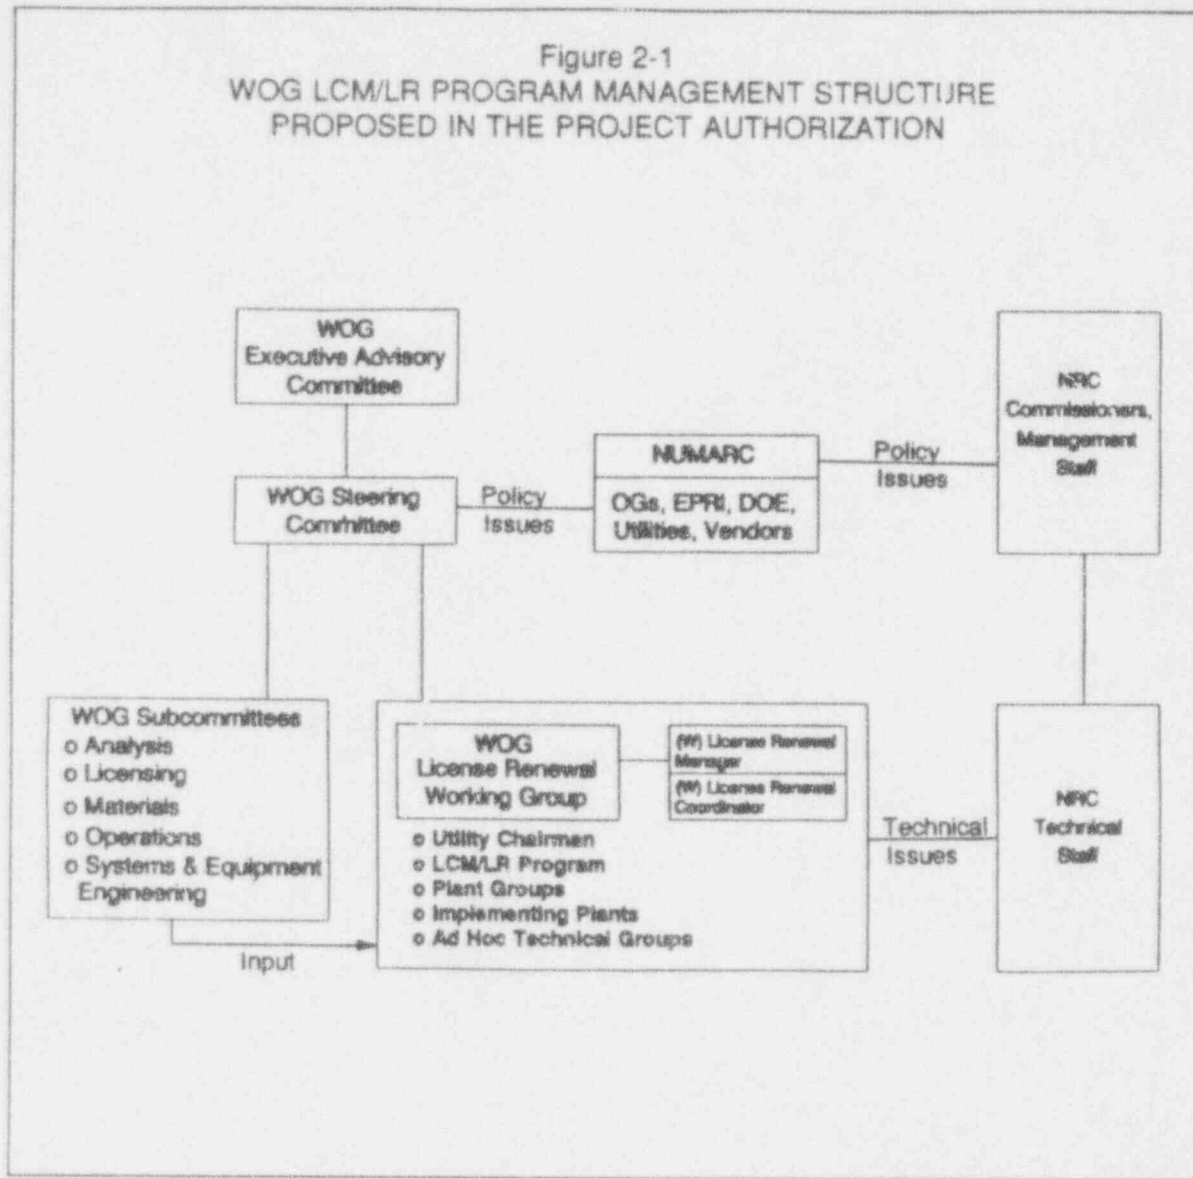 Figure 2-1
WOG LCM/LR PROGRAM MANAGEMENT STRUCTURE
PROPOSED IN THE PROJECT AUTHORIZATION
WOG
Executive Advisory
Committee
WOG Steering
Committee
Policy
Issues
NUMARC
OGs, EPRI, DOE,
Utilities, Vendors
Policy
Issues
NRC
Commissioners,
Management
Staff
WOG Subcommittees
o Analysis
o Licensing
o Materials
o Operations
o Systems & Equipment
Engineering
Input
WOG
License Renewal
Working Group
(W) License Renewal
Manager
(W) License Renewal
Coordinator
o Utility Chairmen
o LCM/LR Program
o Plant Groups
o Implementing Plants
o Ad Hoc Technical Groups
Technical
Issues
NRC
Technical
Staff